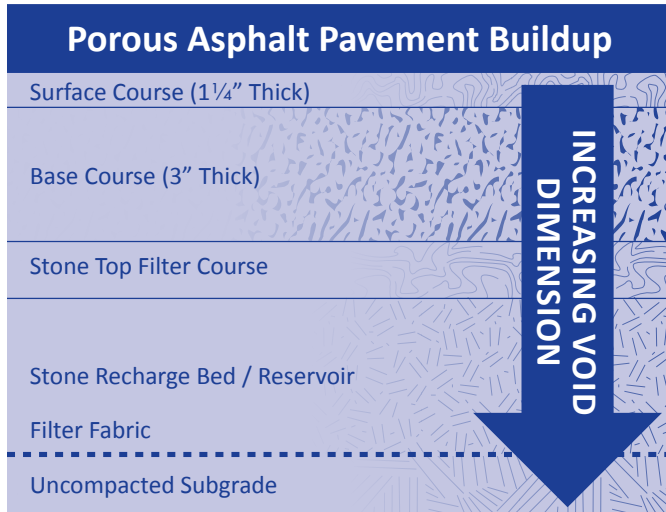 Porous Asphalt Pavement Buildup
Surface Course (1¼” Thick)
Base Course (3” Thick)
Stone Top Filter Course
Stone Recharge Bed / Reservoir
Filter Fabric
Uncompacted Subgrade
INCREASING VOID
DIMENSION